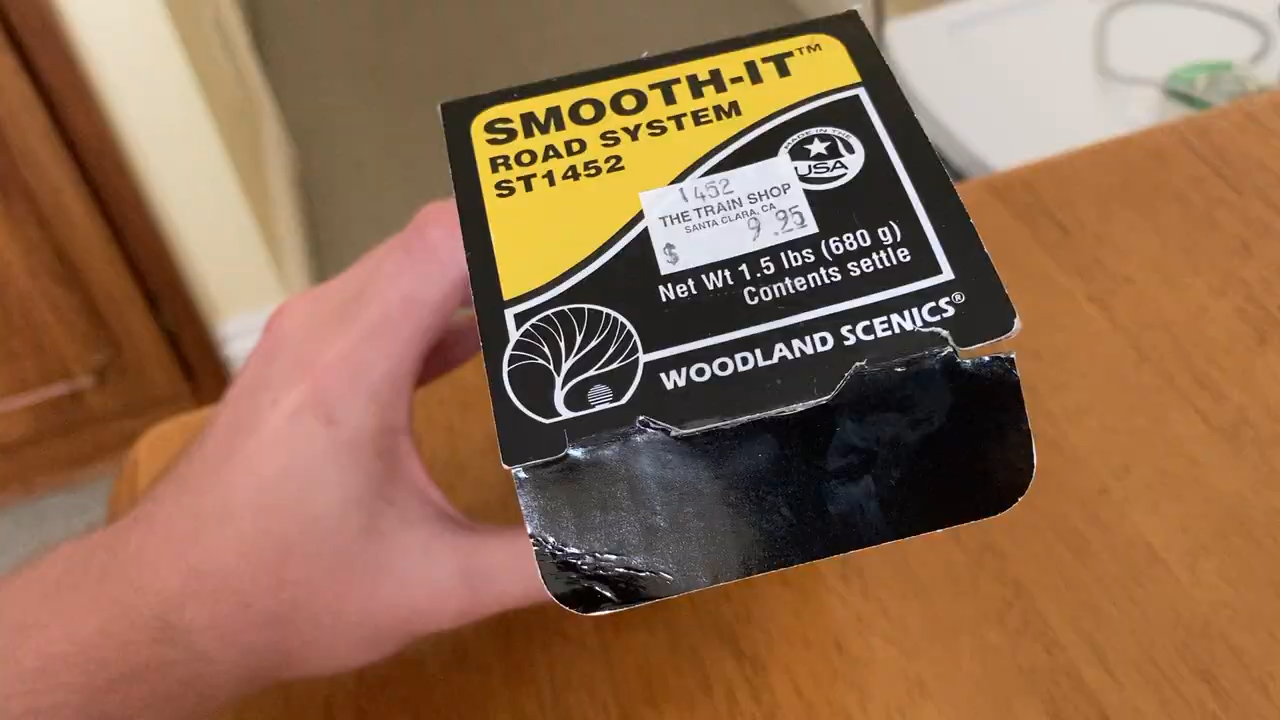 SMOOTH-IT™
ROAD SYSTEM
ST1452
MADE IN THE
USA
1452
THE TRAIN SHOP
SANTA CLARA, CA
$ 9.25
Net Wt 1.5 lbs (680 g)
Contents settle
WOODLAND SCENICS®